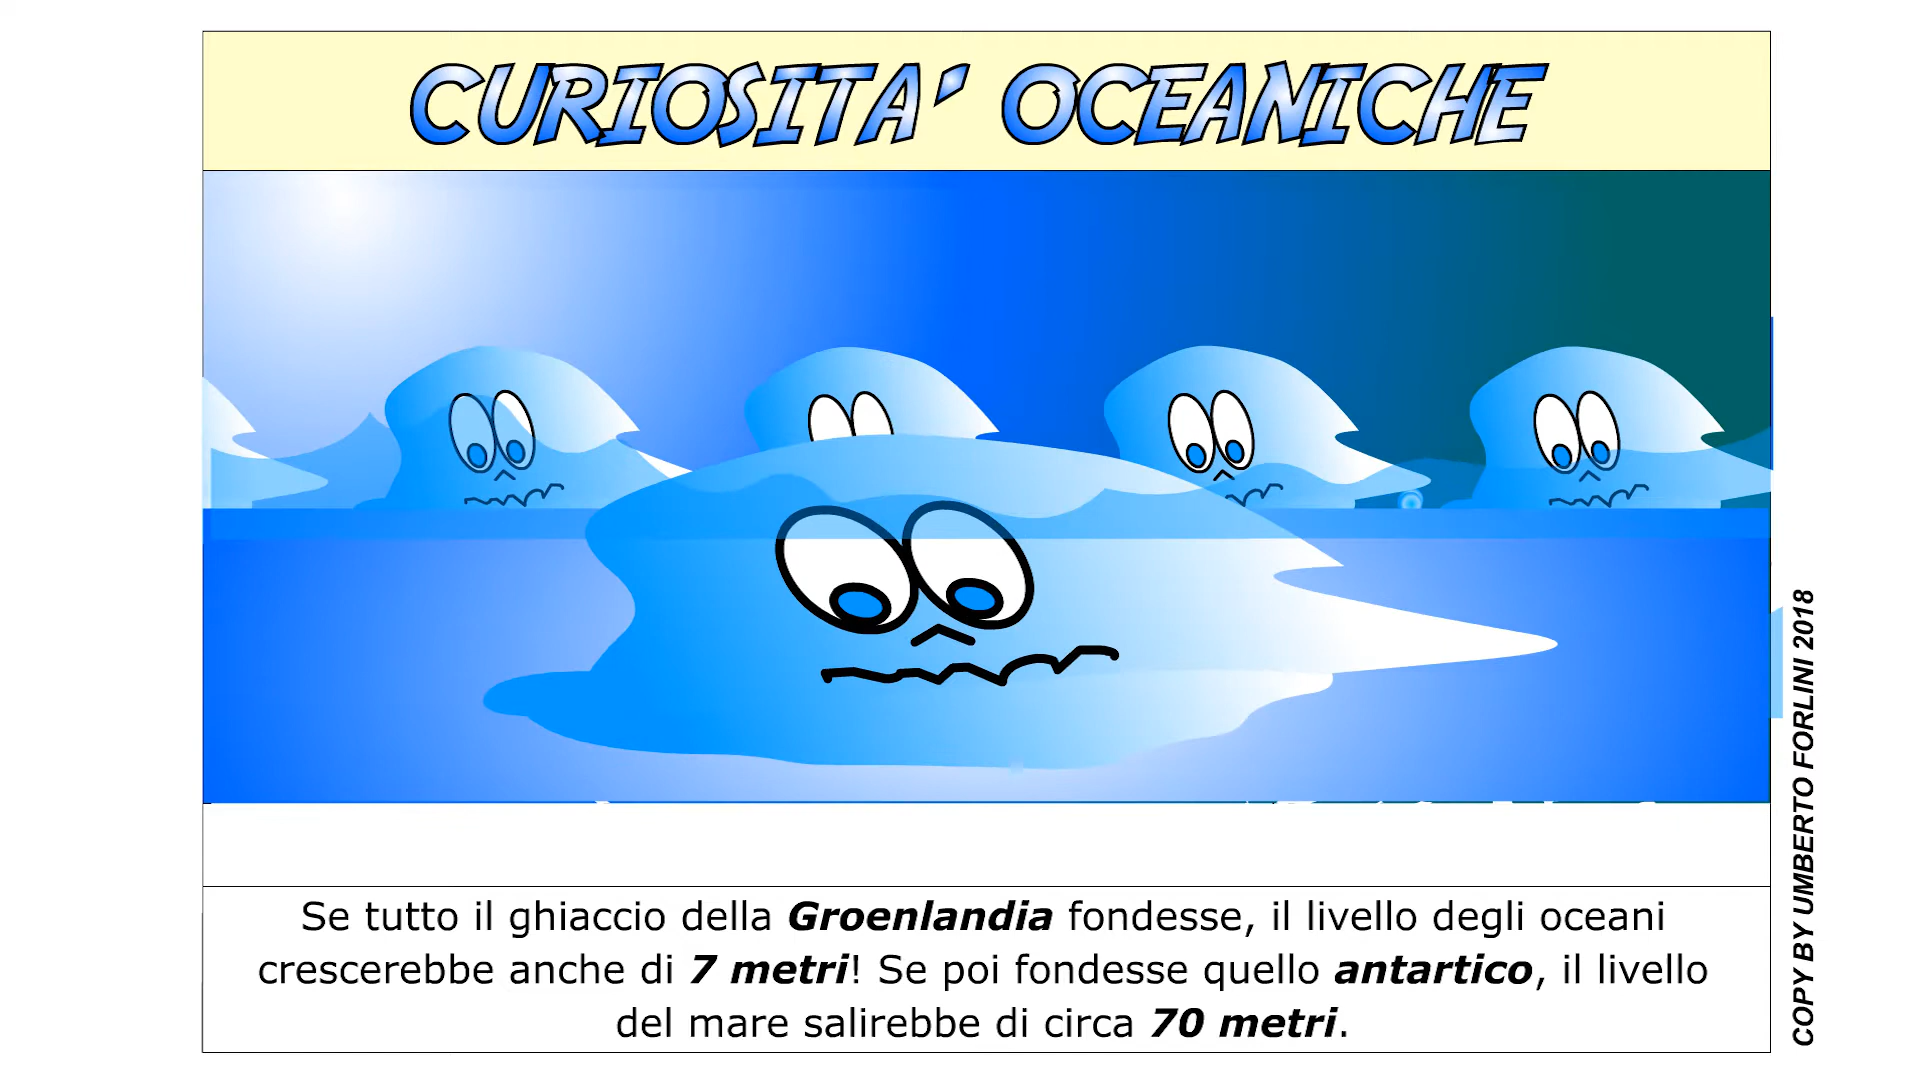 CURIOSITA' OCEANICHE
Se tutto il ghiaccio della Groenlandia fondesse, il livello degli oceani
crescerebbe anche di 7 metri! Se poi fondesse quello antartico, il livello
del mare salirebbe di circa 70 metri.
COPY BY UMBERTO FORLINI 2018